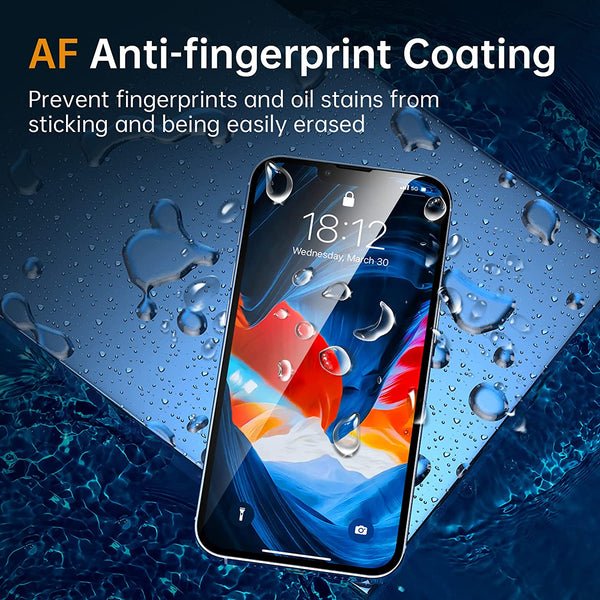 AF Anti-fingerprint Coating
Prevent fingerprints and oil stains from
sticking and being easily erased
5G
18:12
Wednesday, March 30